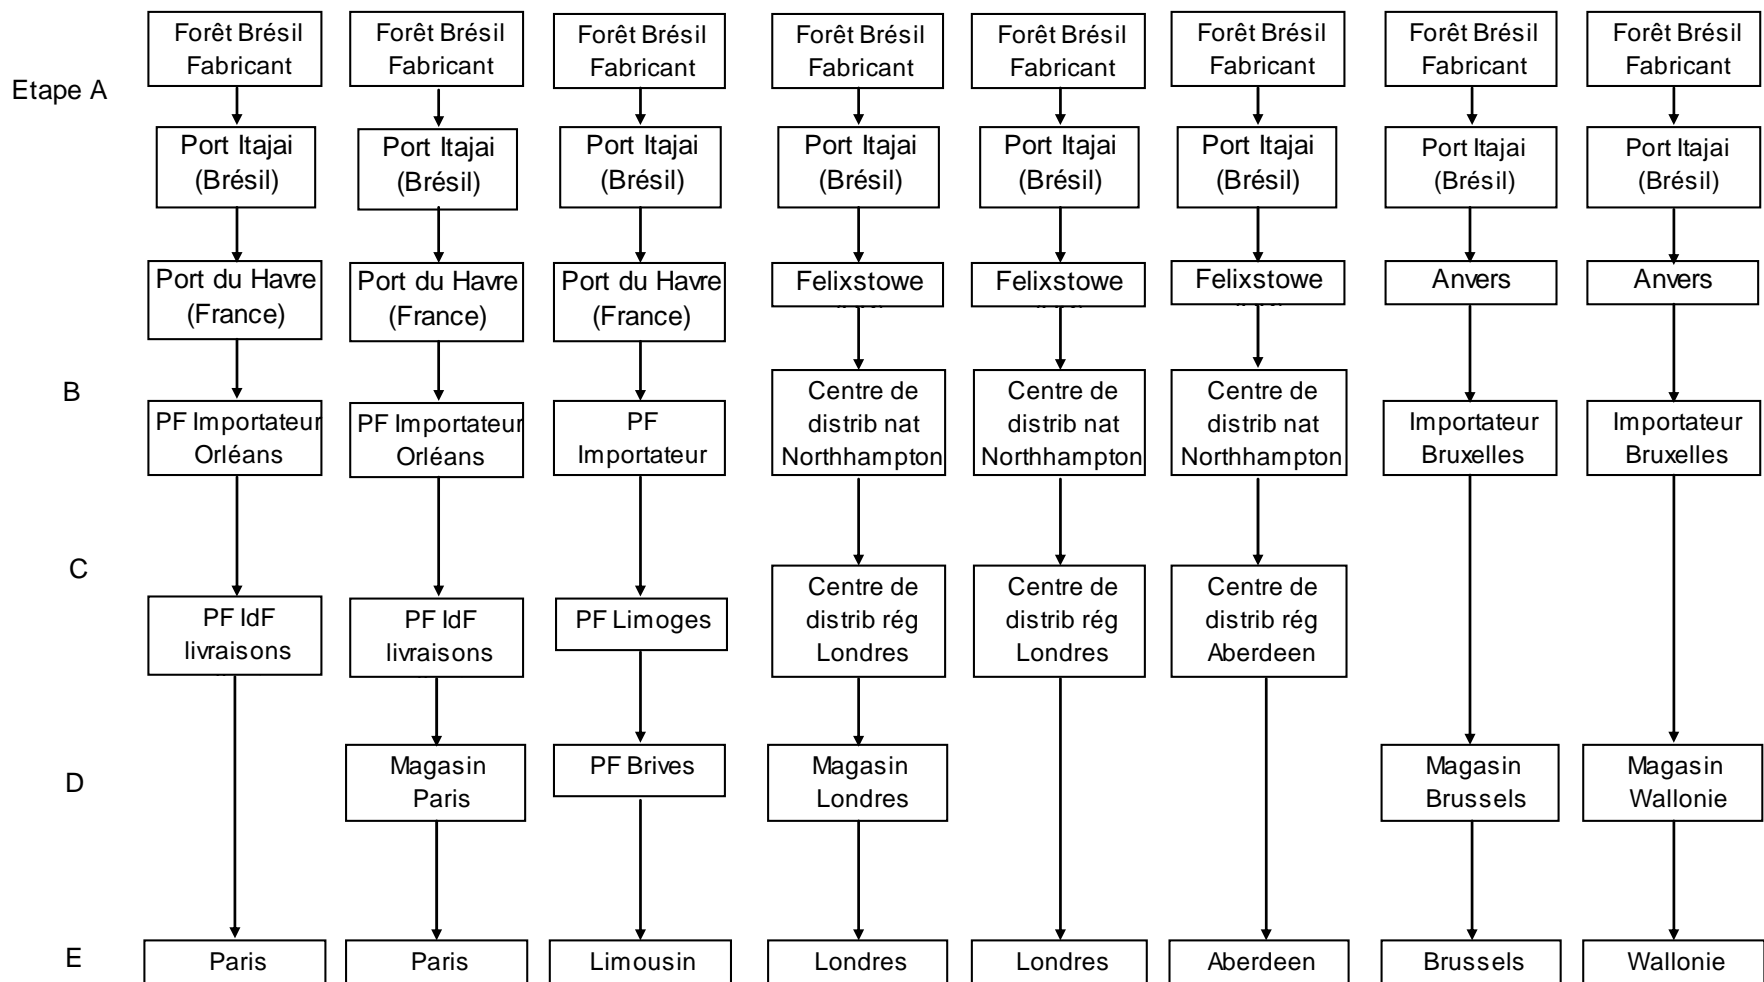 Forêt Brésil
Fabricant
Forêt Brésil
Fabricant
Forêt Brésil
Fabricant
Forêt Brésil
Fabricant
Forêt Brésil
Fabricant
Forêt Brésil
Fabricant
Forêt Brésil
Fabricant
Forêt Brésil
Fabricant
Etape A
Port Itajai
(Brésil)
Port Itajai
(Brésil)
Port Itajai
(Brésil)
Port Itajai
(Brésil)
Port Itajai
(Brésil)
Port Itajai
(Brésil)
Port Itajai
(Brésil)
Port Itajai
(Brésil)
Port du Havre
(France)
Port du Havre
(France)
Port du Havre
(France)
Felixstowe
Felixstowe
Felixstowe
Anvers
Anvers
B
PF Importateur
Orléans
PF Importateur
Orléans
PF
Importateur
Centre de
distrib nat
Northhampton
Centre de
distrib nat
Northhampton
Centre de
distrib nat
Northhampton
Importateur
Bruxelles
Importateur
Bruxelles
C
PF IdF
livraisons
PF IdF
livraisons
PF Limoges
Centre de
distrib rég
Londres
Centre de
distrib rég
Londres
Centre de
distrib rég
Aberdeen
D
Magasin
Paris
PF Brives
Magasin
Londres
Magasin
Brussels
Magasin
Wallonie
E
Paris
Paris
Limousin
Londres
Londres
Aberdeen
Brussels
Wallonie